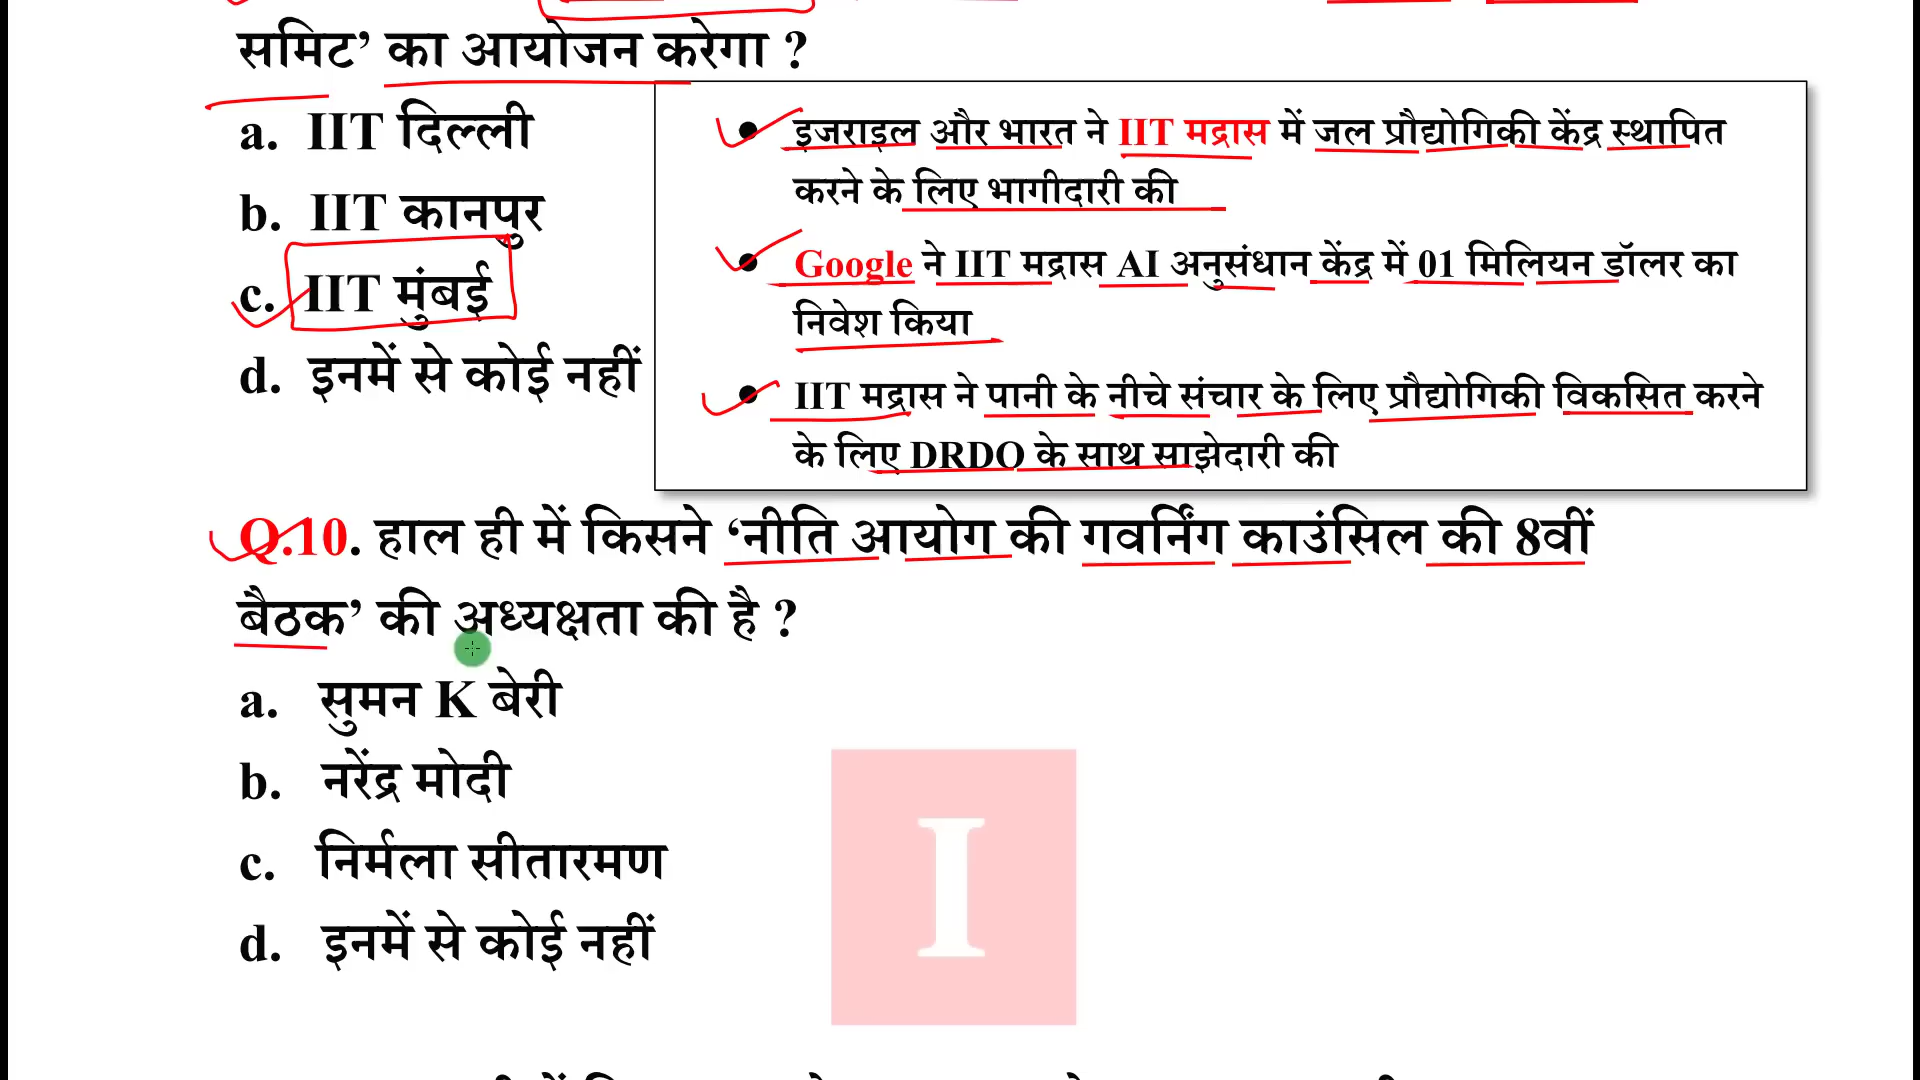 समिट’ का आयोजन करेगा ?
a. IIT दिल्ली
b. IIT कानपुर
c. IIT मुंबई
d. इनमें से कोई नहीं
• इजराइल और भारत ने IIT मद्रास में जल प्रौद्योगिकी केंद्र स्थापित
करने के लिए भागीदारी की
• Google ने IIT मद्रास AI अनुसंधान केंद्र में 01 मिलियन डॉलर का
निवेश किया
• IIT मद्रास ने पानी के नीचे संचार के लिए प्रौद्योगिकी विकसित करने
के लिए DRDO के साथ साझेदारी की
Q.10. हाल ही में किसने ‘नीति आयोग की गवर्निंग काउंसिल की 8वीं
बैठक’ की अध्यक्षता की है ?
a. सुमन K बेरी
b. नरेंद्र मोदी
c. निर्मला सीतारमण
d. इनमें से कोई नहीं
I